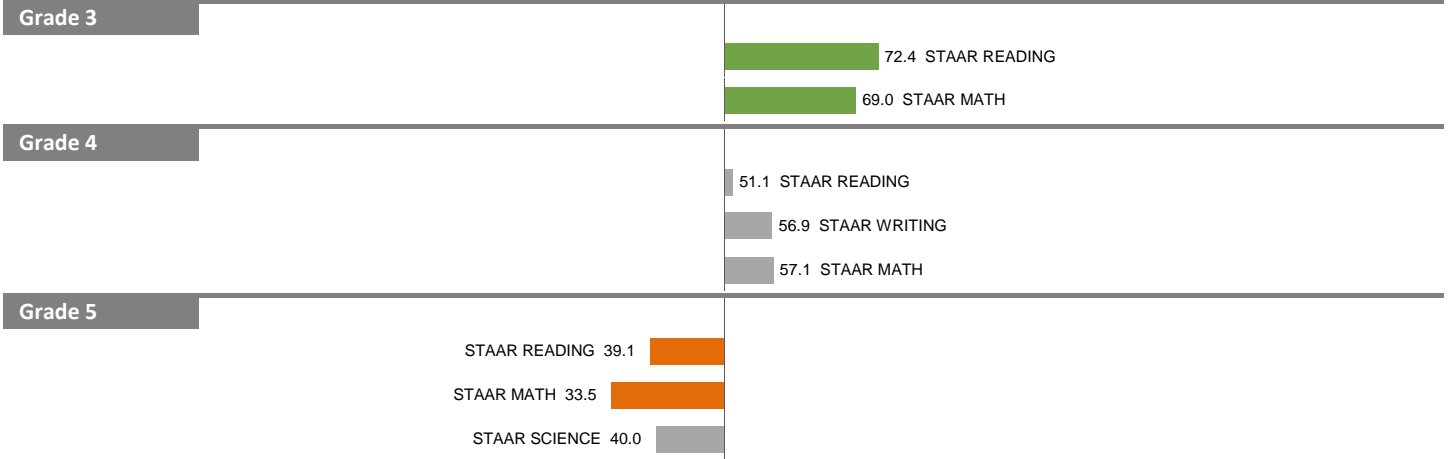 Grade 3
72.4 STAAR READING
69.0 STAAR MATH
Grade 4
51.1 STAAR READING
56.9 STAAR WRITING
57.1 STAAR MATH
Grade 5
STAAR READING 39.1
STAAR MATH 33.5
STAAR SCIENCE 40.0